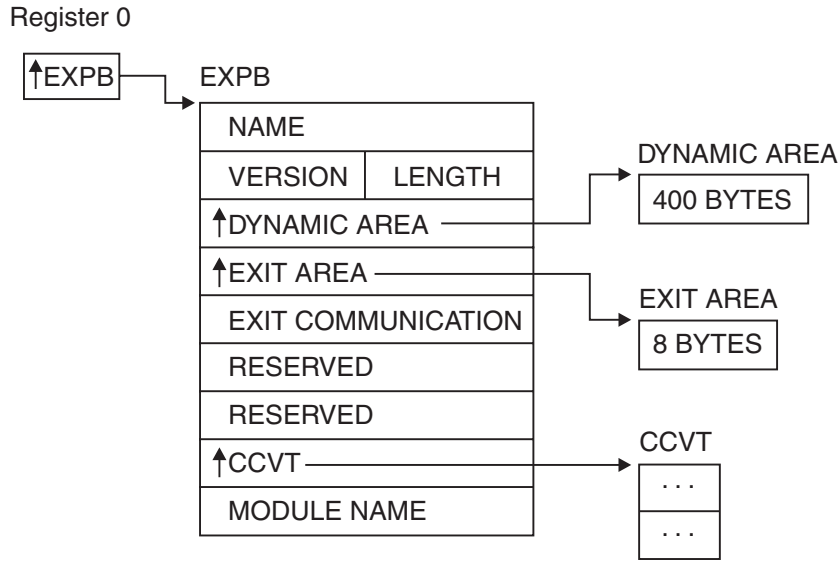 Register 0
↑EXPB
EXPB
NAME
VERSION LENGTH
↑DYNAMIC AREA
↑EXIT AREA
EXIT COMMUNICATION
RESERVED
RESERVED
↑CCVT
MODULE NAME
DYNAMIC AREA
400 BYTES
EXIT AREA
8 BYTES
CCVT
. . .
. . .